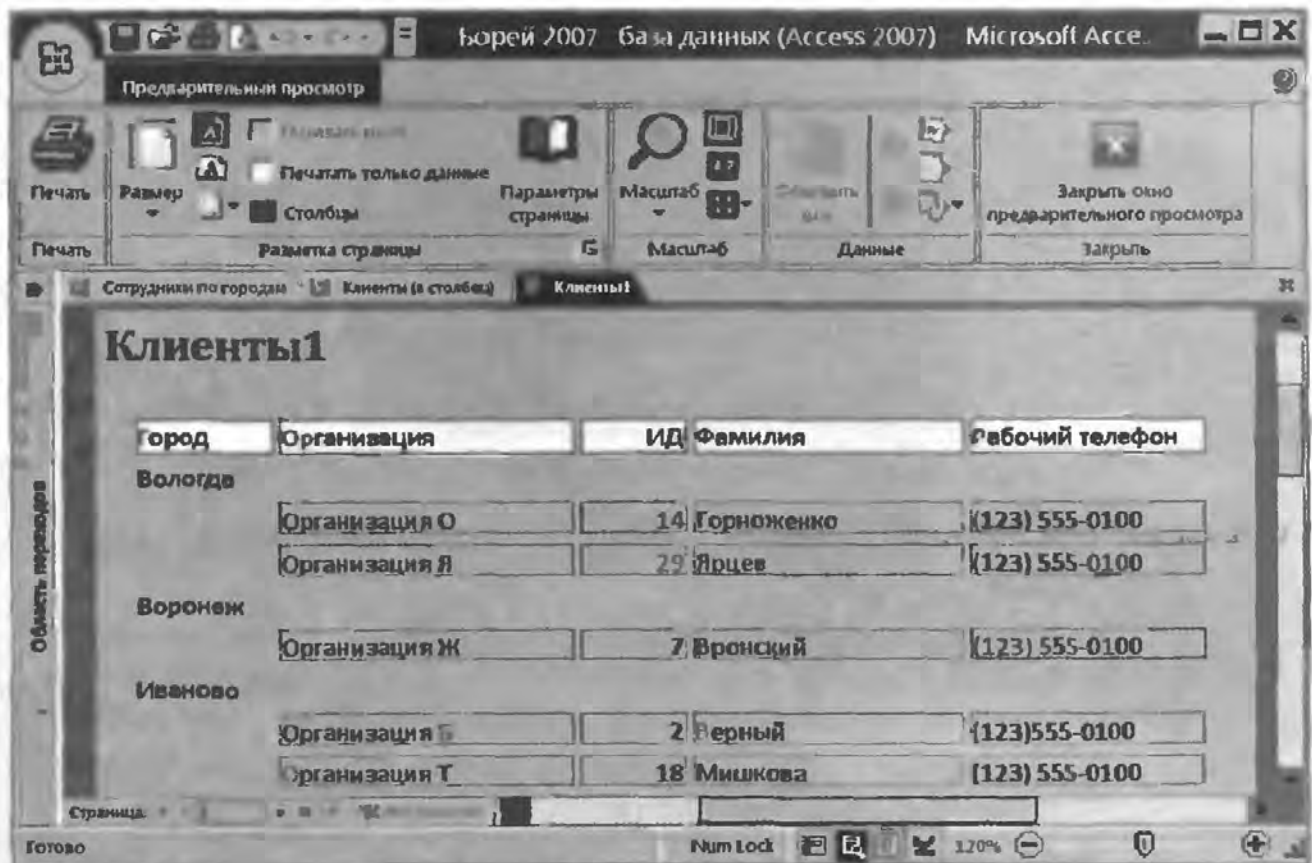 Борей 2007 база данных (Access 2007) Microsoft Acce..
Предварительный просмотр
Печатать только данные
Печать
Размер
Столбцы
Параметры страницы
Масштаб
Закрыть окно предварительного просмотра
Печать
Разметка страницы
Масштаб
Данные
Закрыть
Сотрудники по городам
Клиенты (в столбец)
Клиенты1
Область переходов
Клиенты1
Город Организация ИД Фамилия Рабочий телефон
Вологда
Организация О 14 Горноженко (123) 555-0100
Организация Я 29 Ярцев (123) 555-0100
Воронеж
Организация Ж 7 Вронский (123) 555-0100
Иваново
Организация Б 2 Верный (123)555-0100
Организация Т 18 Мишкова (123) 555-0100
Страница:
Готово
Num Lock
120%